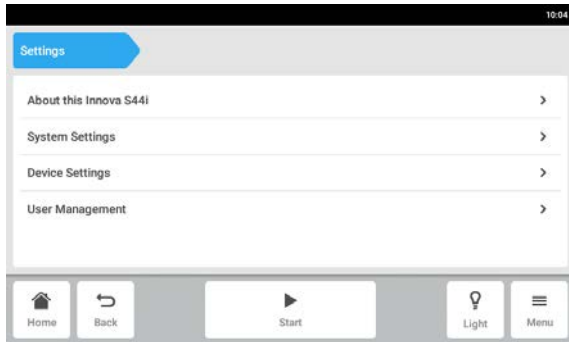 10:04
Settings
About this Innova S44i
System Settings
Device Settings
User Management
Home
Back
Start
Light
Menu